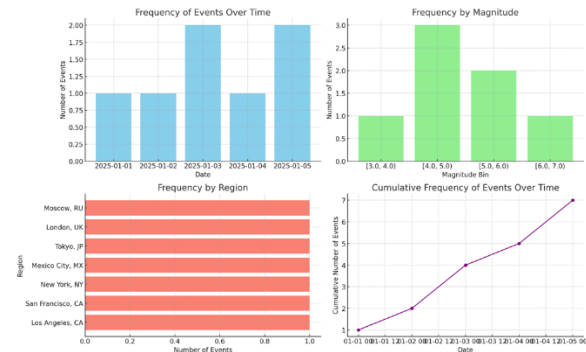 Frequency of Events Over Time
Number of Events
2.00
1.75
1.50
1.25
1.00
0.75
0.50
0.25
0.00
2025-01-01 2025-01-02 2025-01-03 2025-01-04 2025-01-05
Date
Frequency by Magnitude
Number of Events
3.0
2.5
2.0
1.5
1.0
0.5
0.0
[3.0, 4.0) [4.0, 5.0) [5.0, 6.0) [6.0, 7.0)
Magnitude Bin
Frequency by Region
Region
Moscow, RU
London, UK
Tokyo, JP
Mexico City, MX
New York, NY
San Francisco, CA
Los Angeles, CA
0.0 0.2 0.4 0.6 0.8 1.0
Number of Events
Cumulative Frequency of Events Over Time
Cumulative Number of Events
7
6
5
4
3
2
1
Date